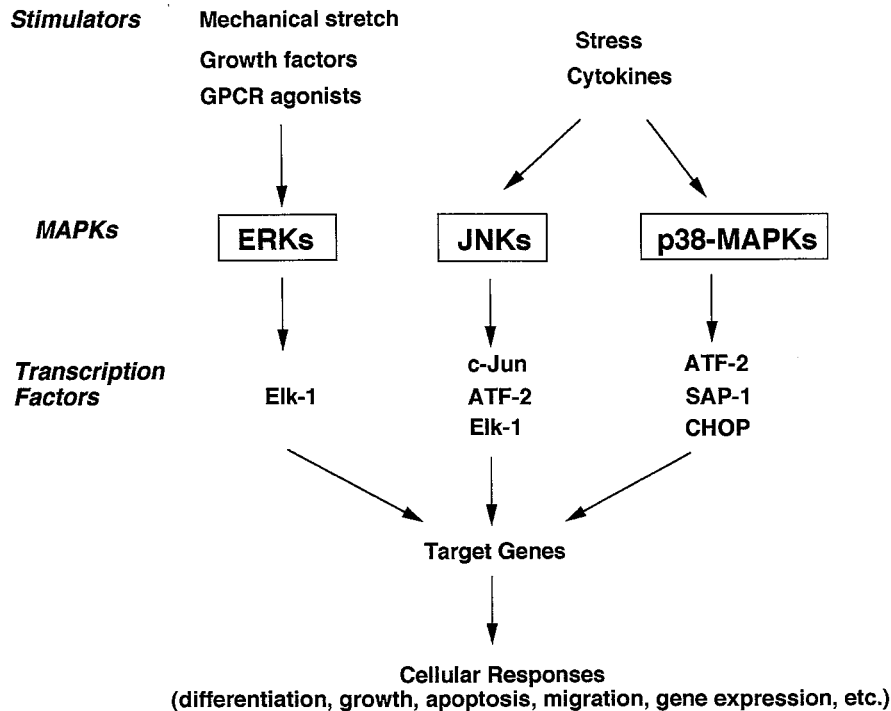 Stimulators
Mechanical stretch
Growth factors
GPCR agonists
Stress
Cytokines
MAPKs
ERKs
JNKs
p38-MAPKs
Transcription
Factors
Elk-1
c-Jun
ATF-2
Elk-1
ATF-2
SAP-1
CHOP
Target Genes
Cellular Responses
(differentiation, growth, apoptosis, migration, gene expression, etc.)